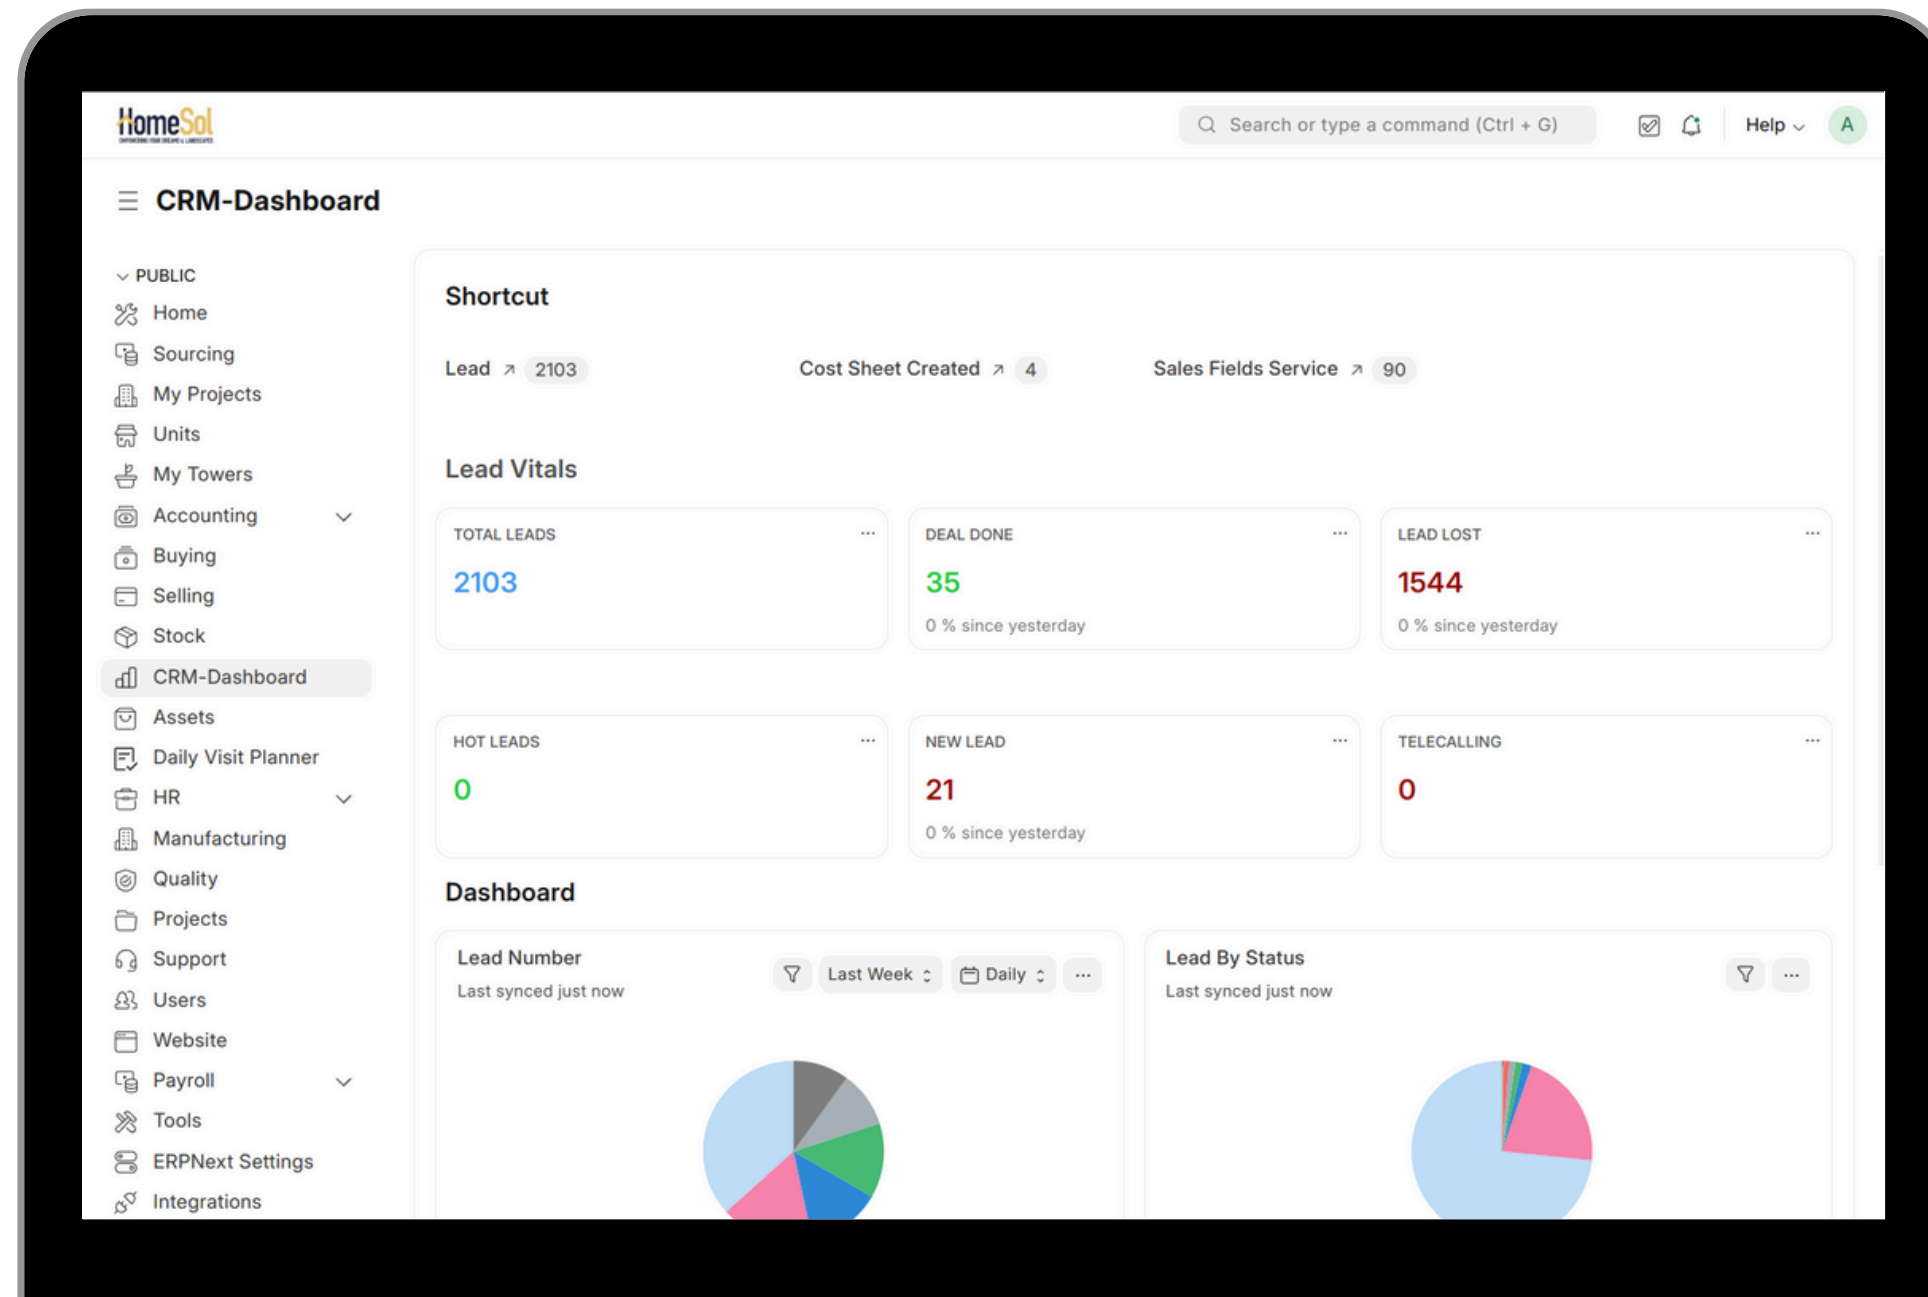 HomeSol
Search or type a command (Ctrl + G)
Help
A
CRM-Dashboard
PUBLIC
Home
Sourcing
My Projects
Units
My Towers
Accounting
Buying
Selling
Stock
CRM-Dashboard
Assets
Daily Visit Planner
HR
Manufacturing
Quality
Projects
Support
Users
Website
Payroll
Tools
ERPNext Settings
Integrations
Shortcut
Lead 2103
Cost Sheet Created 4
Sales Fields Service 90
Lead Vitals
TOTAL LEADS
2103
DEAL DONE
35
0 % since yesterday
LEAD LOST
1544
0 % since yesterday
HOT LEADS
0
NEW LEAD
21
0 % since yesterday
TELECALLING
0
Dashboard
Lead Number
Last synced just now
Last Week
Daily
Lead By Status
Last synced just now